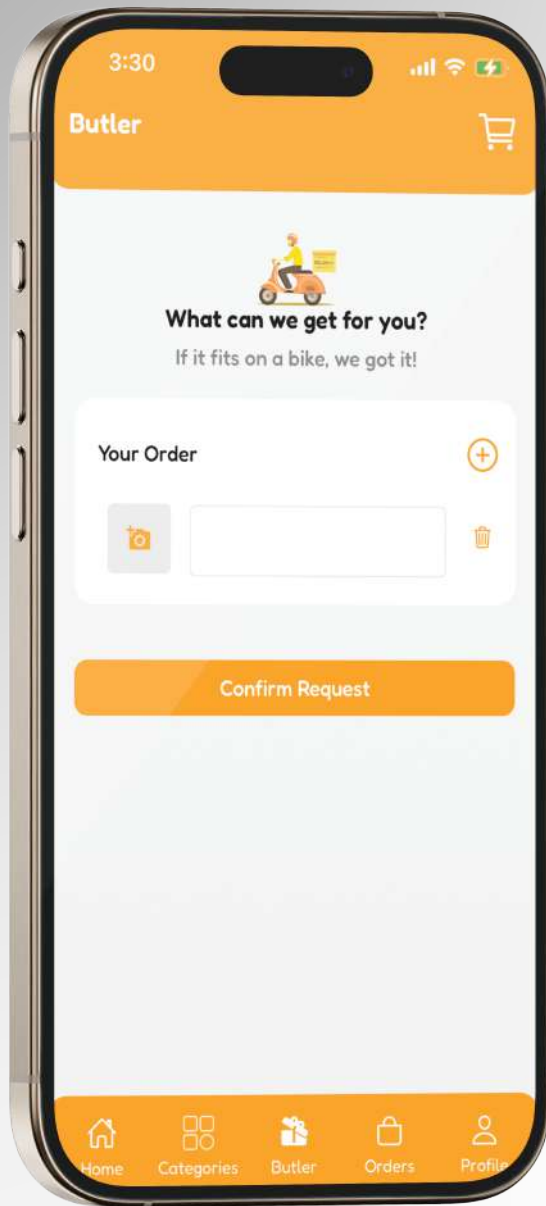 3:30
Butler
What can we get for you?
If it fits on a bike, we got it!
Your Order
Confirm Request
Home
Categories
Butler
Orders
Profile